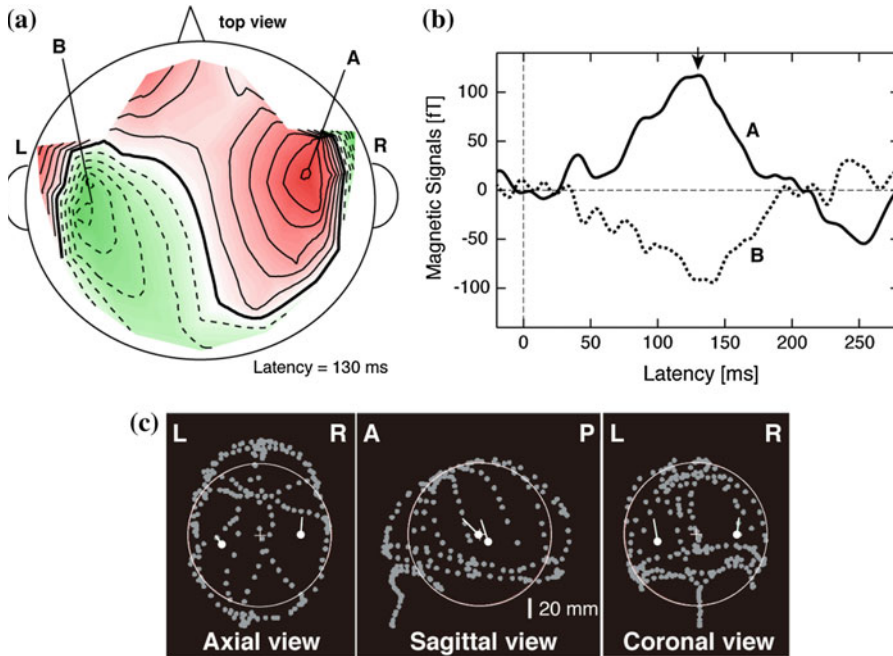 (a)
top view
B
A
L
R
Latency = 130 ms
(b)
Magnetic Signals [fT]
100
50
0
-50
-100
A
B
0
50
100
150
200
250
Latency [ms]
(c)
L R
A P
L R
20 mm
Axial view
Sagittal view
Coronal view